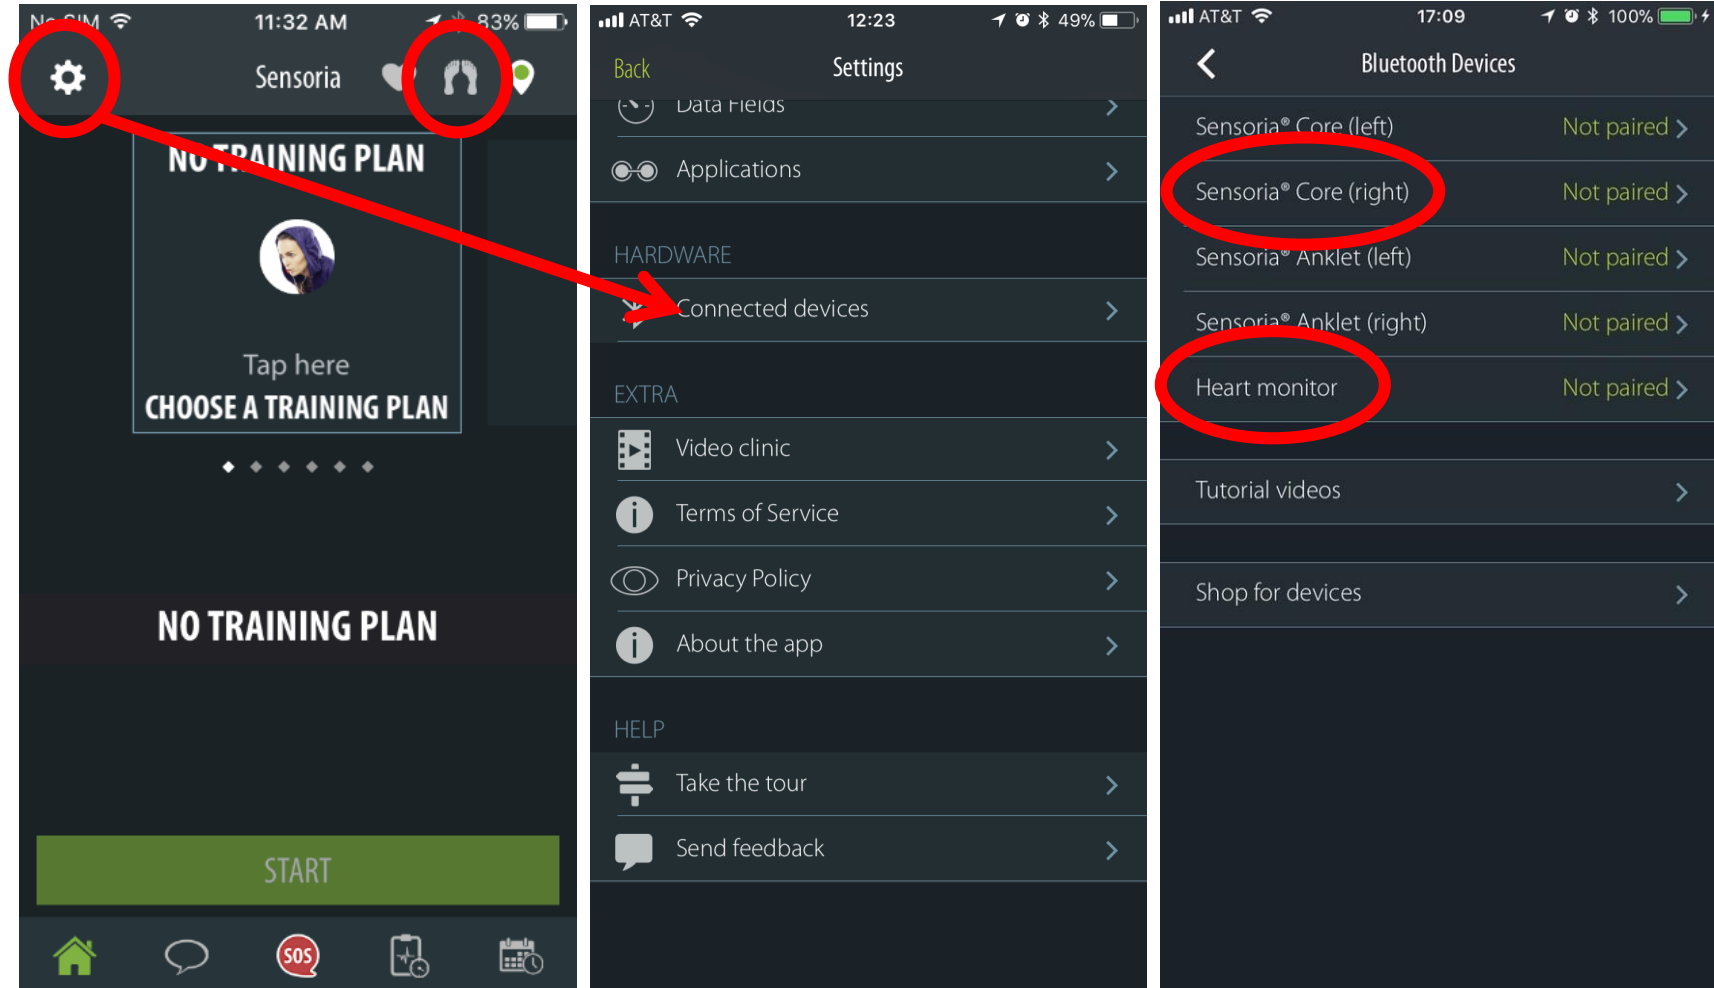 No SIM 11:32 AM 83%
Sensoria
NO TRAINING PLAN
Tap here
CHOOSE A TRAINING PLAN
NO TRAINING PLAN
START
SOS
AT&T 12:23 49%
Back Settings
Data Fields
Applications
HARDWARE
Connected devices
EXTRA
Video clinic
Terms of Service
Privacy Policy
About the app
HELP
Take the tour
Send feedback
AT&T 17:09 100%
Bluetooth Devices
Sensoria® Core (left) Not paired
Sensoria® Core (right) Not paired
Sensoria® Anklet (left) Not paired
Sensoria® Anklet (right) Not paired
Heart monitor Not paired
Tutorial videos
Shop for devices